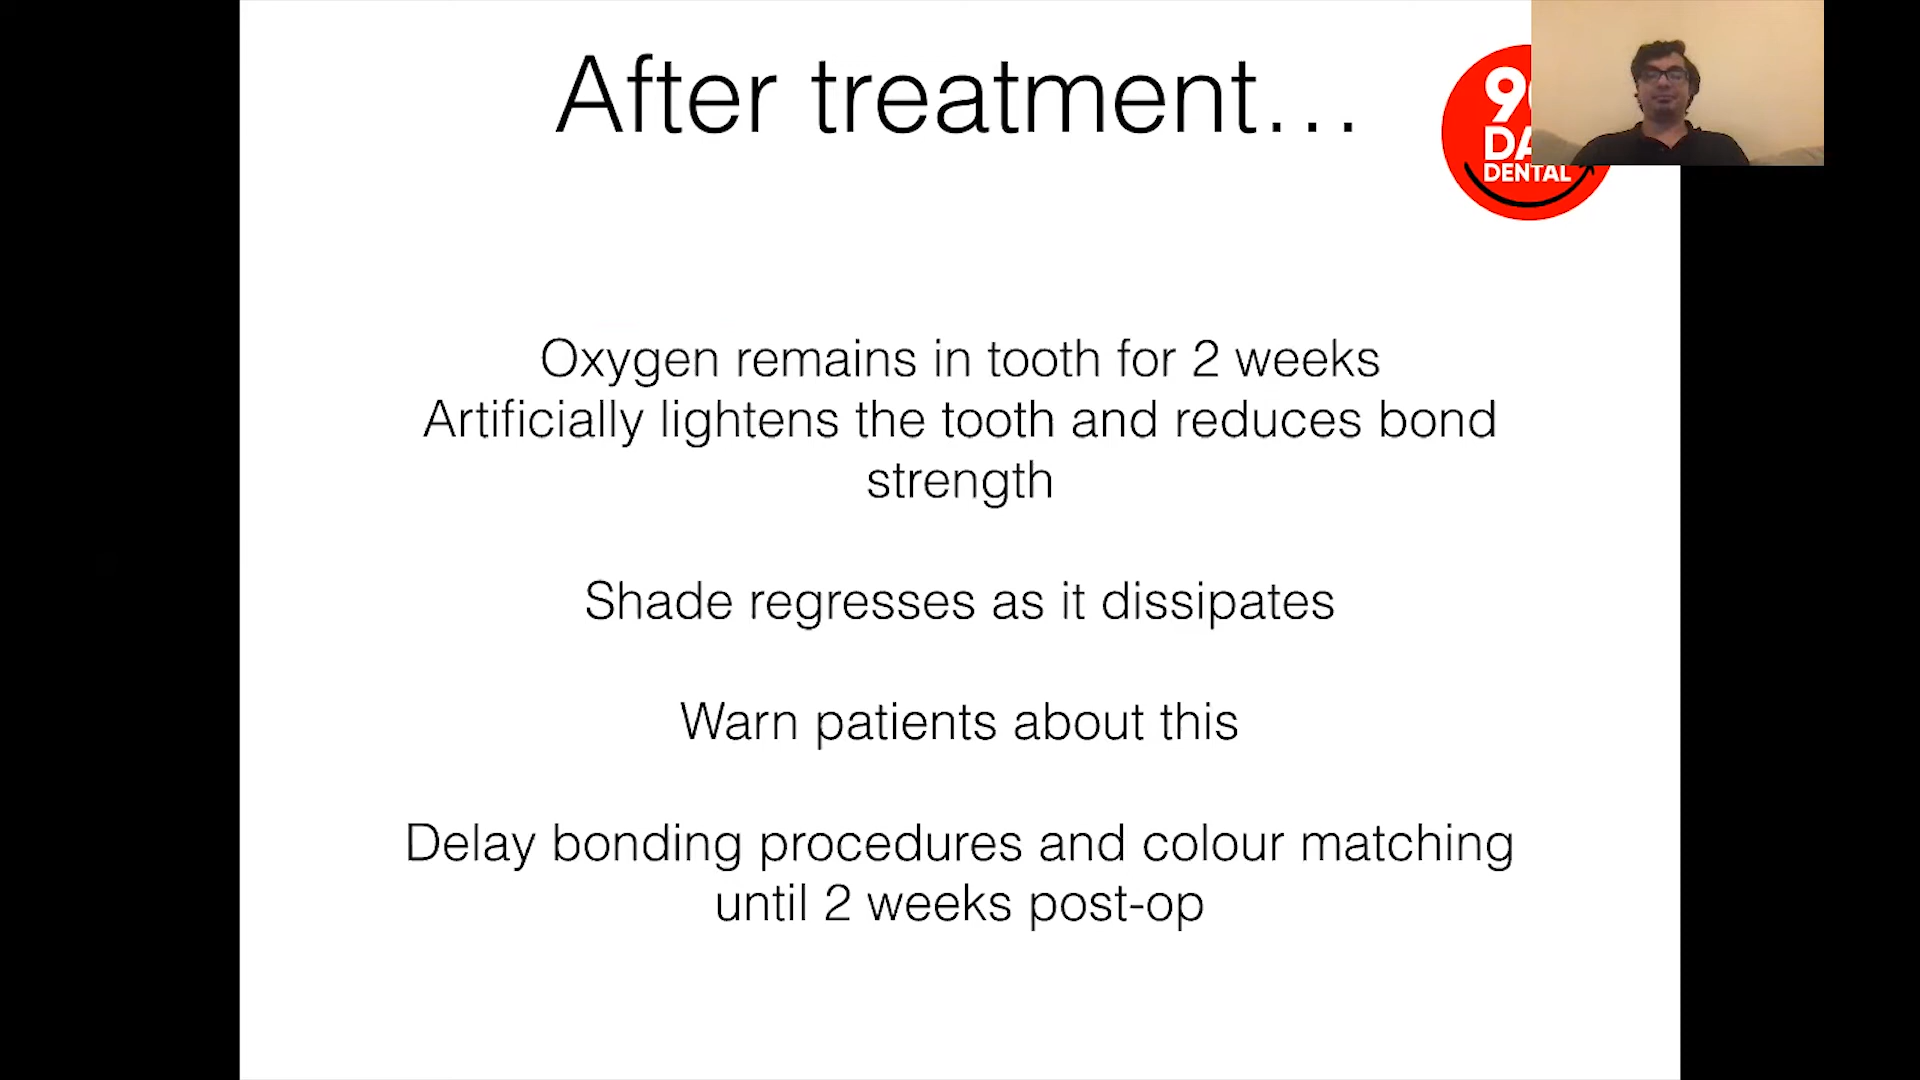 After treatment...
DENTAL
Oxygen remains in tooth for 2 weeks
Artificially lightens the tooth and reduces bond
strength
Shade regresses as it dissipates
Warn patients about this
Delay bonding procedures and colour matching
until 2 weeks post-op